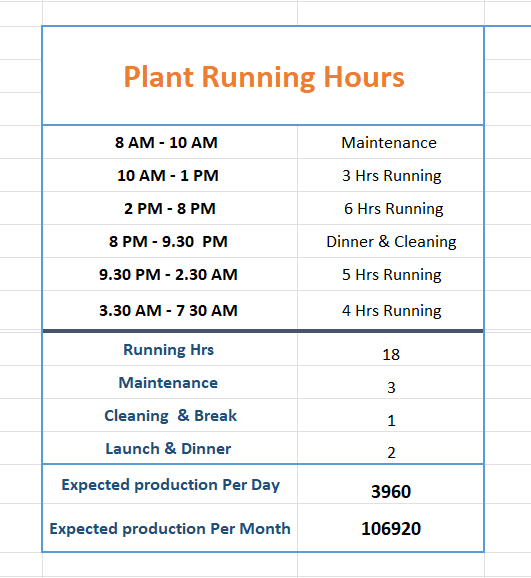 Plant Running Hours
8 AM - 10 AM Maintenance
10 AM - 1 PM 3 Hrs Running
2 PM - 8 PM 6 Hrs Running
8 PM - 9.30 PM Dinner & Cleaning
9.30 PM - 2.30 AM 5 Hrs Running
3.30 AM - 7 30 AM 4 Hrs Running
Running Hrs 18
Maintenance 3
Cleaning & Break 1
Launch & Dinner 2
Expected production Per Day 3960
Expected production Per Month 106920